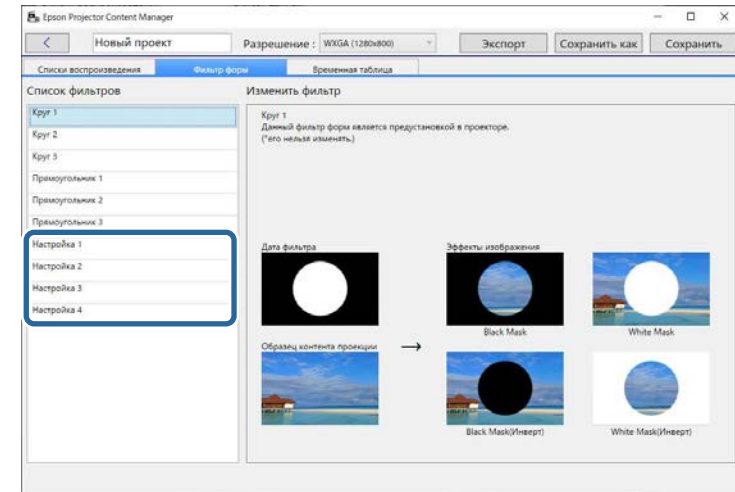 Epson Projector Content Manager
Новый проект
Разрешение : WXGA (1280x800)
Экспорт
Сохранить как
Сохранить
Списки воспроизведения
Фильтр формы
Временная таблица
Список фильтров
Круг 1
Круг 2
Круг 3
Прямоугольник 1
Прямоугольник 2
Прямоугольник 3
Настройка 1
Настройка 2
Настройка 3
Настройка 4
Изменить фильтр
Круг 1
Данный фильтр форм является предустановкой в проекторе.
(*его нельзя изменять.)
Дата фильтра
Эффекты изображения
Black Mask
White Mask
Образец контента проекции
Black Mask(Инверт)
White Mask(Инверт)